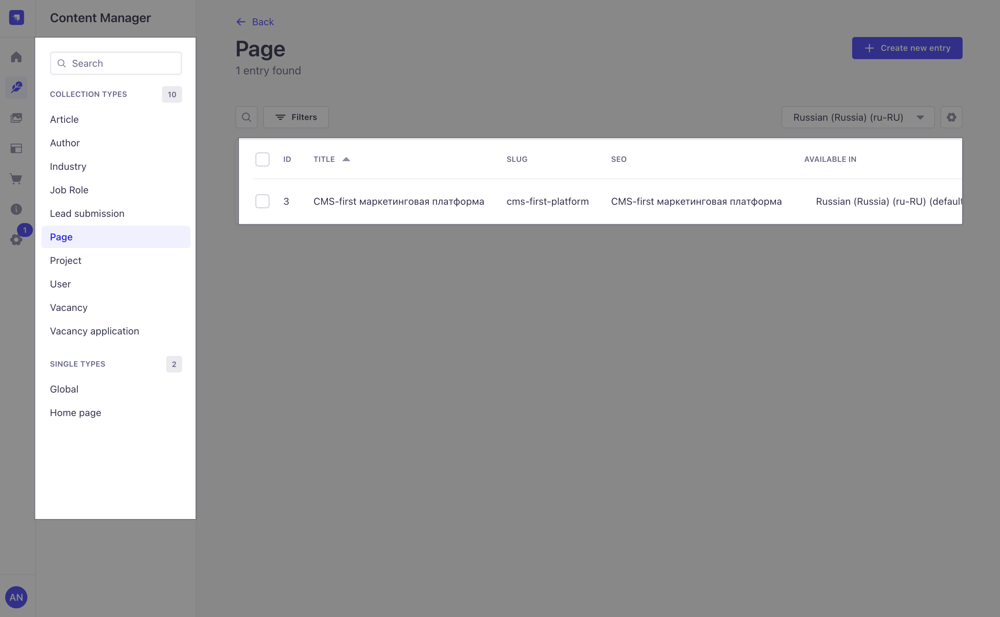 Content Manager
Search
COLLECTION TYPES 10
Article
Author
Industry
Job Role
Lead submission
Page
Project
User
Vacancy
Vacancy application
SINGLE TYPES 2
Global
Home page
1
AN
Back
Page
1 entry found
Create new entry
Filters
Russian (Russia) (ru-RU)
ID TITLE SLUG SEO AVAILABLE IN
3 CMS-first маркетинговая платформа cms-first-platform CMS-first маркетинговая платформа Russian (Russia) (ru-RU) (default